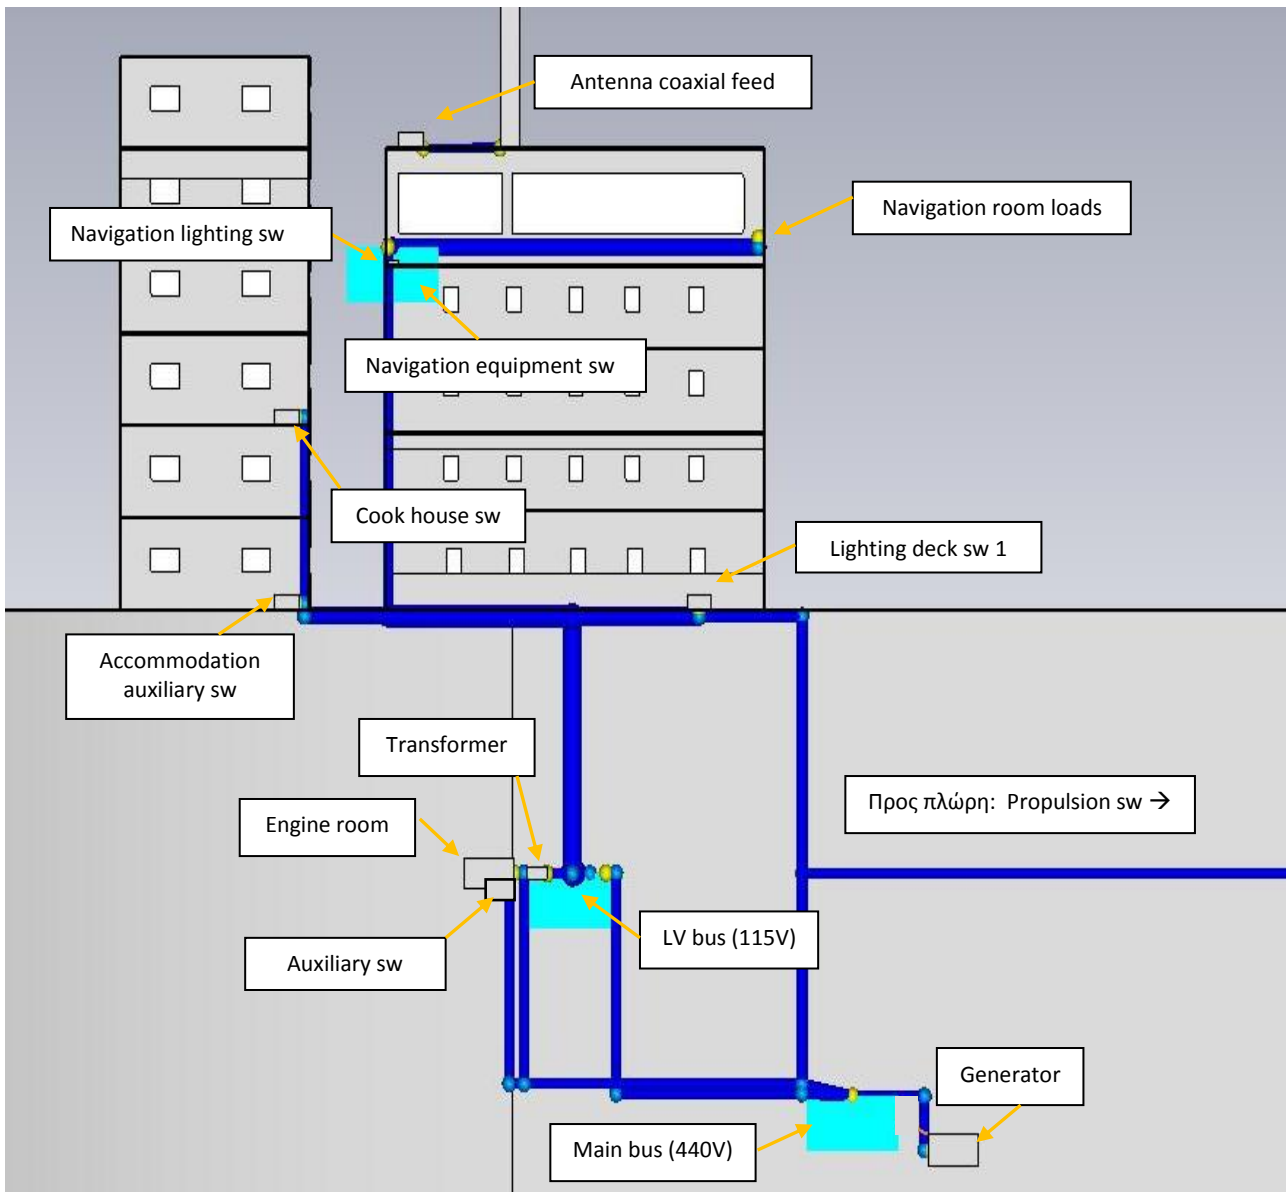 Antenna coaxial feed
Navigation room loads
Navigation lighting sw
Navigation equipment sw
Cook house sw
Lighting deck sw 1
Accommodation
auxiliary sw
Transformer
Προς πλώρη:  Propulsion sw →
Engine room
LV bus (115V)
Auxiliary sw
Generator
Main bus (440V)